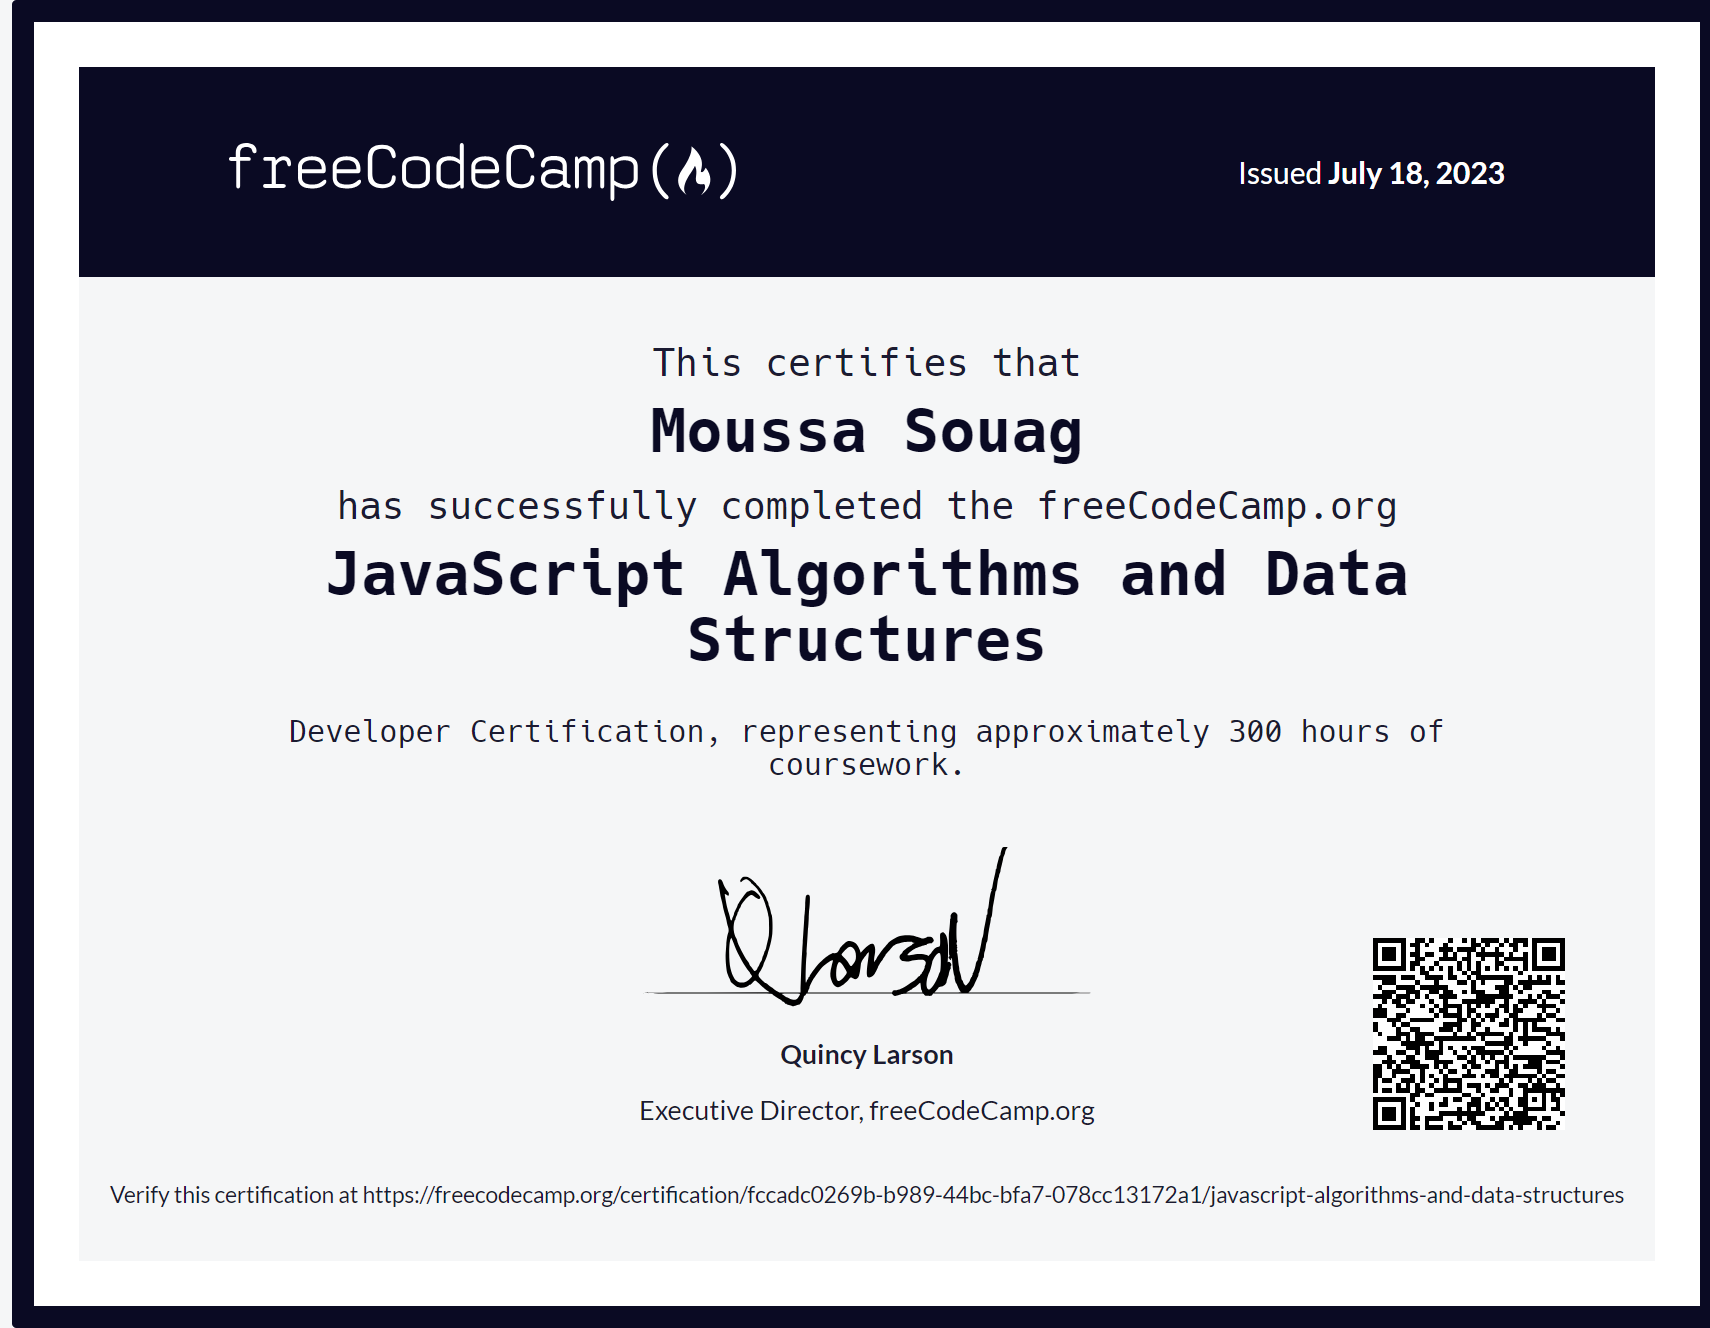 freeCodeCamp
Issued July 18, 2023
This certifies that
Moussa Souag
has successfully completed the freeCodeCamp.org
JavaScript Algorithms and Data
Structures
Developer Certification, representing approximately 300 hours of
coursework.
Q Larson
Quincy Larson
Executive Director, freeCodeCamp.org
Verify this certification at https://freecodecamp.org/certification/fccadc0269b-b989-44bc-bfa7-078cc13172a1/javascript-algorithms-and-data-structures